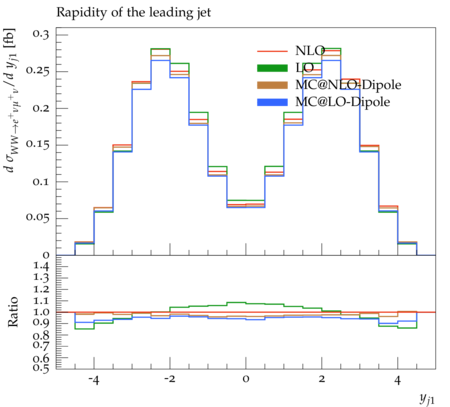 Rapidity of the leading jet
d σ_{WW→e⁺νμ⁺ν}/d y_{j1} [fb]
0.3
0.25
0.2
0.15
0.1
0.05
0
NLO
LO
MC@NLO-Dipole
MC@LO-Dipole
Ratio
1.4
1.3
1.2
1.1
1.0
0.9
0.8
0.7
0.6
0.5
-4 -2 0 2 4
y_{j1}